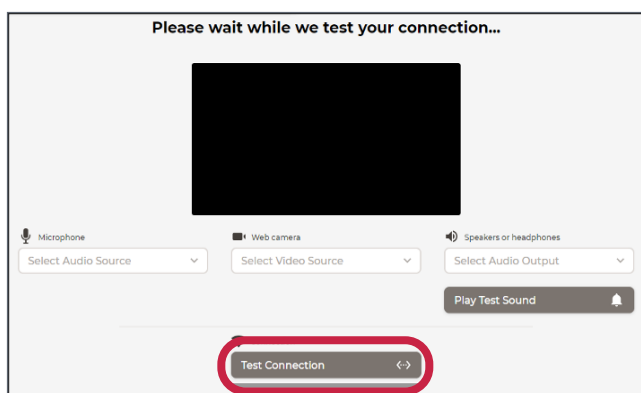 Please wait while we test your connection...
Microphone
Web camera
Speakers or headphones
Select Audio Source
Select Video Source
Select Audio Output
Play Test Sound
Test Connection